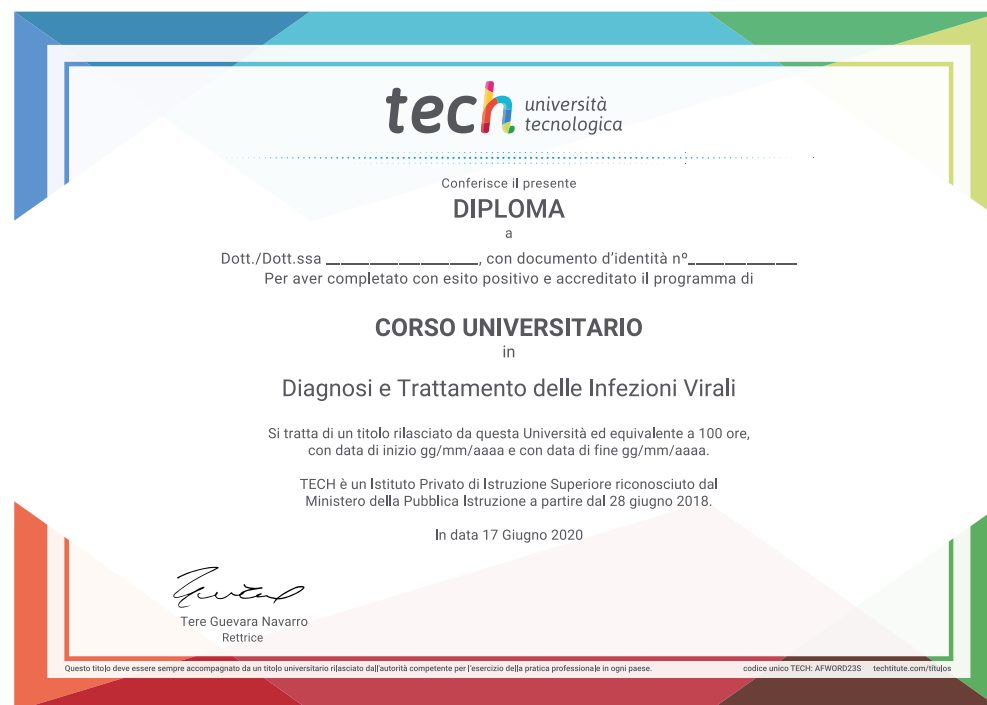 tech università
tecnologica
Conferisce il presente
DIPLOMA
a
Dott./Dott.ssa ____________________, con documento d'identità nº______________
Per aver completato con esito positivo e accreditato il programma di
CORSO UNIVERSITARIO
in
Diagnosi e Trattamento delle Infezioni Virali
Si tratta di un titolo rilasciato da questa Università ed equivalente a 100 ore,
con data di inizio gg/mm/aaaa e con data di fine gg/mm/aaaa.
TECH è un Istituto Privato di Istruzione Superiore riconosciuto dal
Ministero della Pubblica Istruzione a partire dal 28 giugno 2018.
In data 17 Giugno 2020
Tere Guevara Navarro
Rettrice
Questo titolo deve essere sempre accompagnato da un titolo universitario rilasciato dall'autorità competente per l'esercizio della pratica professionale in ogni paese. codice unico TECH: AFWORD23S techtitute.com/títulos